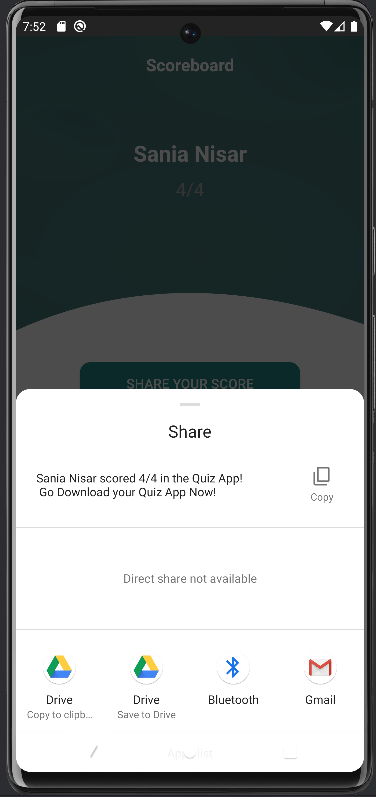 7:52
Scoreboard
Sania Nisar
4/4
SHARE YOUR SCORE
Share
Sania Nisar scored 4/4 in the Quiz App!
Go Download your Quiz App Now!
Copy
Direct share not available
Drive
Copy to clipb...
Drive
Save to Drive
Bluetooth
Gmail
Apps list